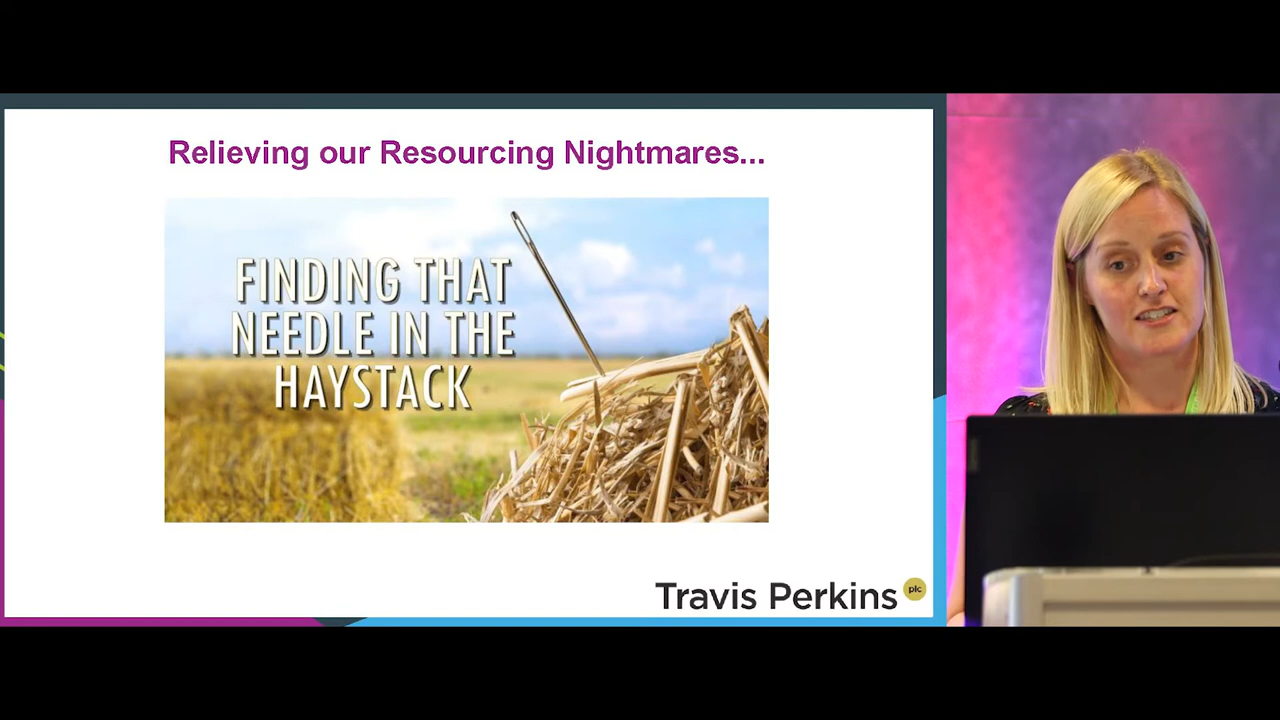 Relieving our Resourcing Nightmares...
FINDING THAT
NEEDLE IN THE
HAYSTACK
Travis Perkins plc